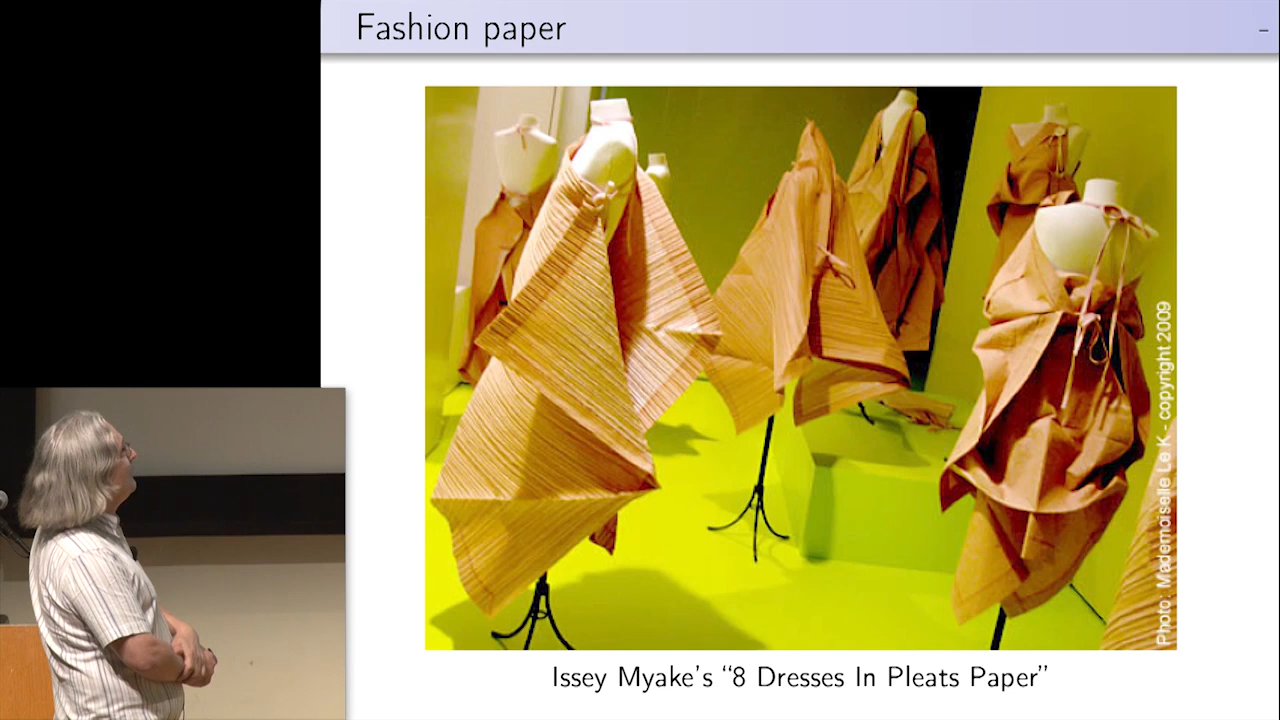 Fashion paper
Photo: Mademoiselle Le K - copyright 2009
Issey Myake's “8 Dresses In Pleats Paper”